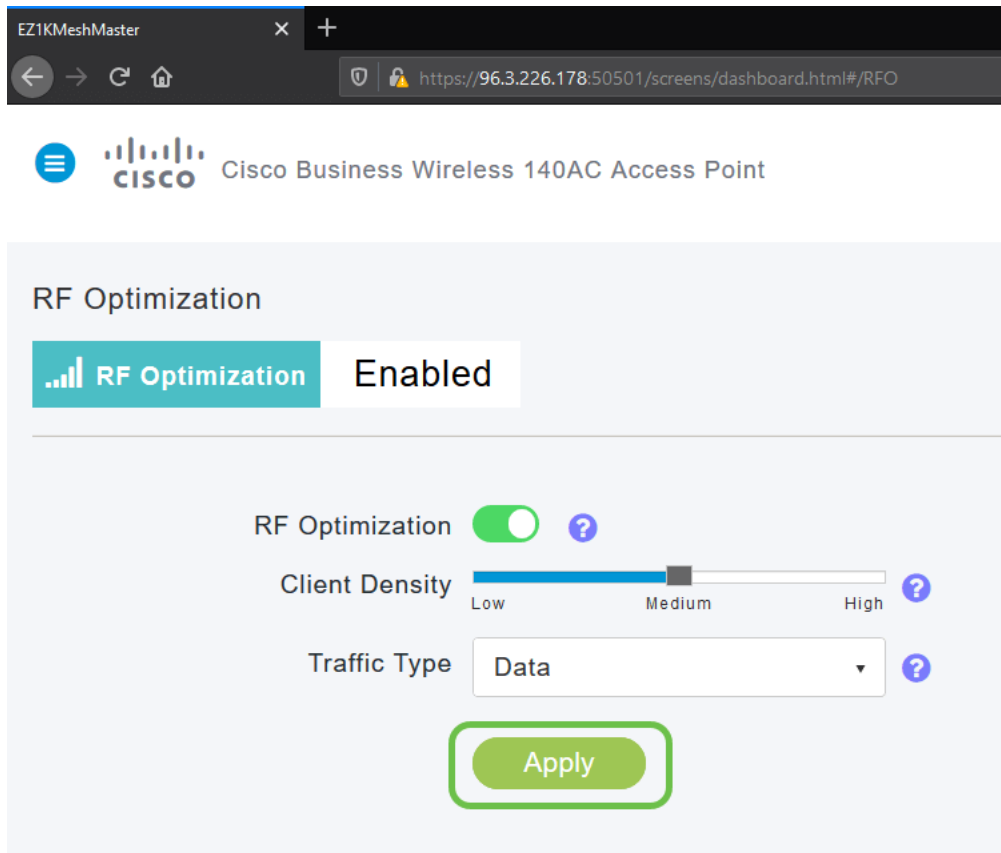 EZ1KMeshMaster
https://96.3.226.178:50501/screens/dashboard.html#/RFO
CISCO Cisco Business Wireless 140AC Access Point
RF Optimization
RF Optimization Enabled
RF Optimization ?
Client Density ?
Low Medium High
Traffic Type Data ?
Apply